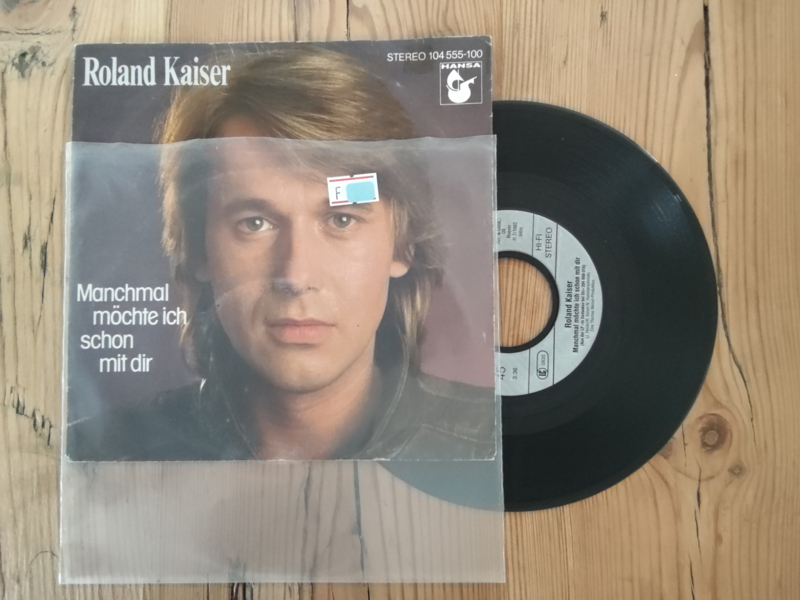 Roland Kaiser
STEREO 104 555-100
HANSA
F
Manchmal
möchte ich
schon
mit dir
HI-FI
STEREO
Roland Kaiser
Manchmal möchte ich schon mit dir
45